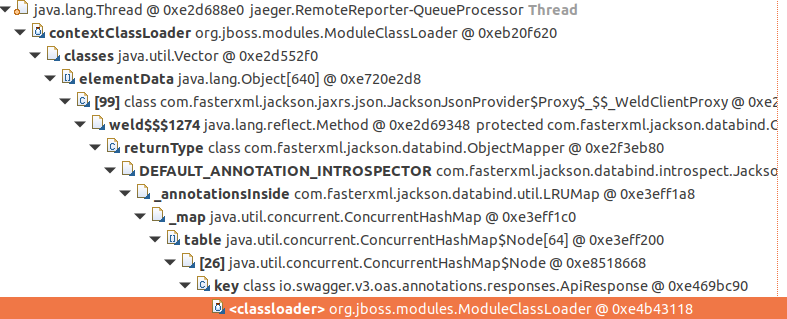 java.lang.Thread @ 0xe2d688e0 jaeger.RemoteReporter-QueueProcessor Thread
contextClassLoader org.jboss.modules.ModuleClassLoader @ 0xeb20f620
classes java.util.Vector @ 0xe2d552f0
elementData java.lang.Object[640] @ 0xe720e2d8
[99] class com.fasterxml.jackson.jaxrs.json.JacksonJsonProvider$Proxy$_$$_WeldClientProxy @ 0xe2
weld$$$1274 java.lang.reflect.Method @ 0xe2d69348 protected com.fasterxml.jackson.databind.O
returnType class com.fasterxml.jackson.databind.ObjectMapper @ 0xe2f3eb80
DEFAULT_ANNOTATION_INTROSPECTOR com.fasterxml.jackson.databind.introspect.Jackso
_annotationsInside com.fasterxml.jackson.databind.util.LRUMap @ 0xe3eff1a8
_map java.util.concurrent.ConcurrentHashMap @ 0xe3eff1c0
table java.util.concurrent.ConcurrentHashMap$Node[64] @ 0xe3eff200
[26] java.util.concurrent.ConcurrentHashMap$Node @ 0xe8518668
key class io.swagger.v3.oas.annotations.responses.ApiResponse @ 0xe469bc90
<classloader> org.jboss.modules.ModuleClassLoader @ 0xe4b43118